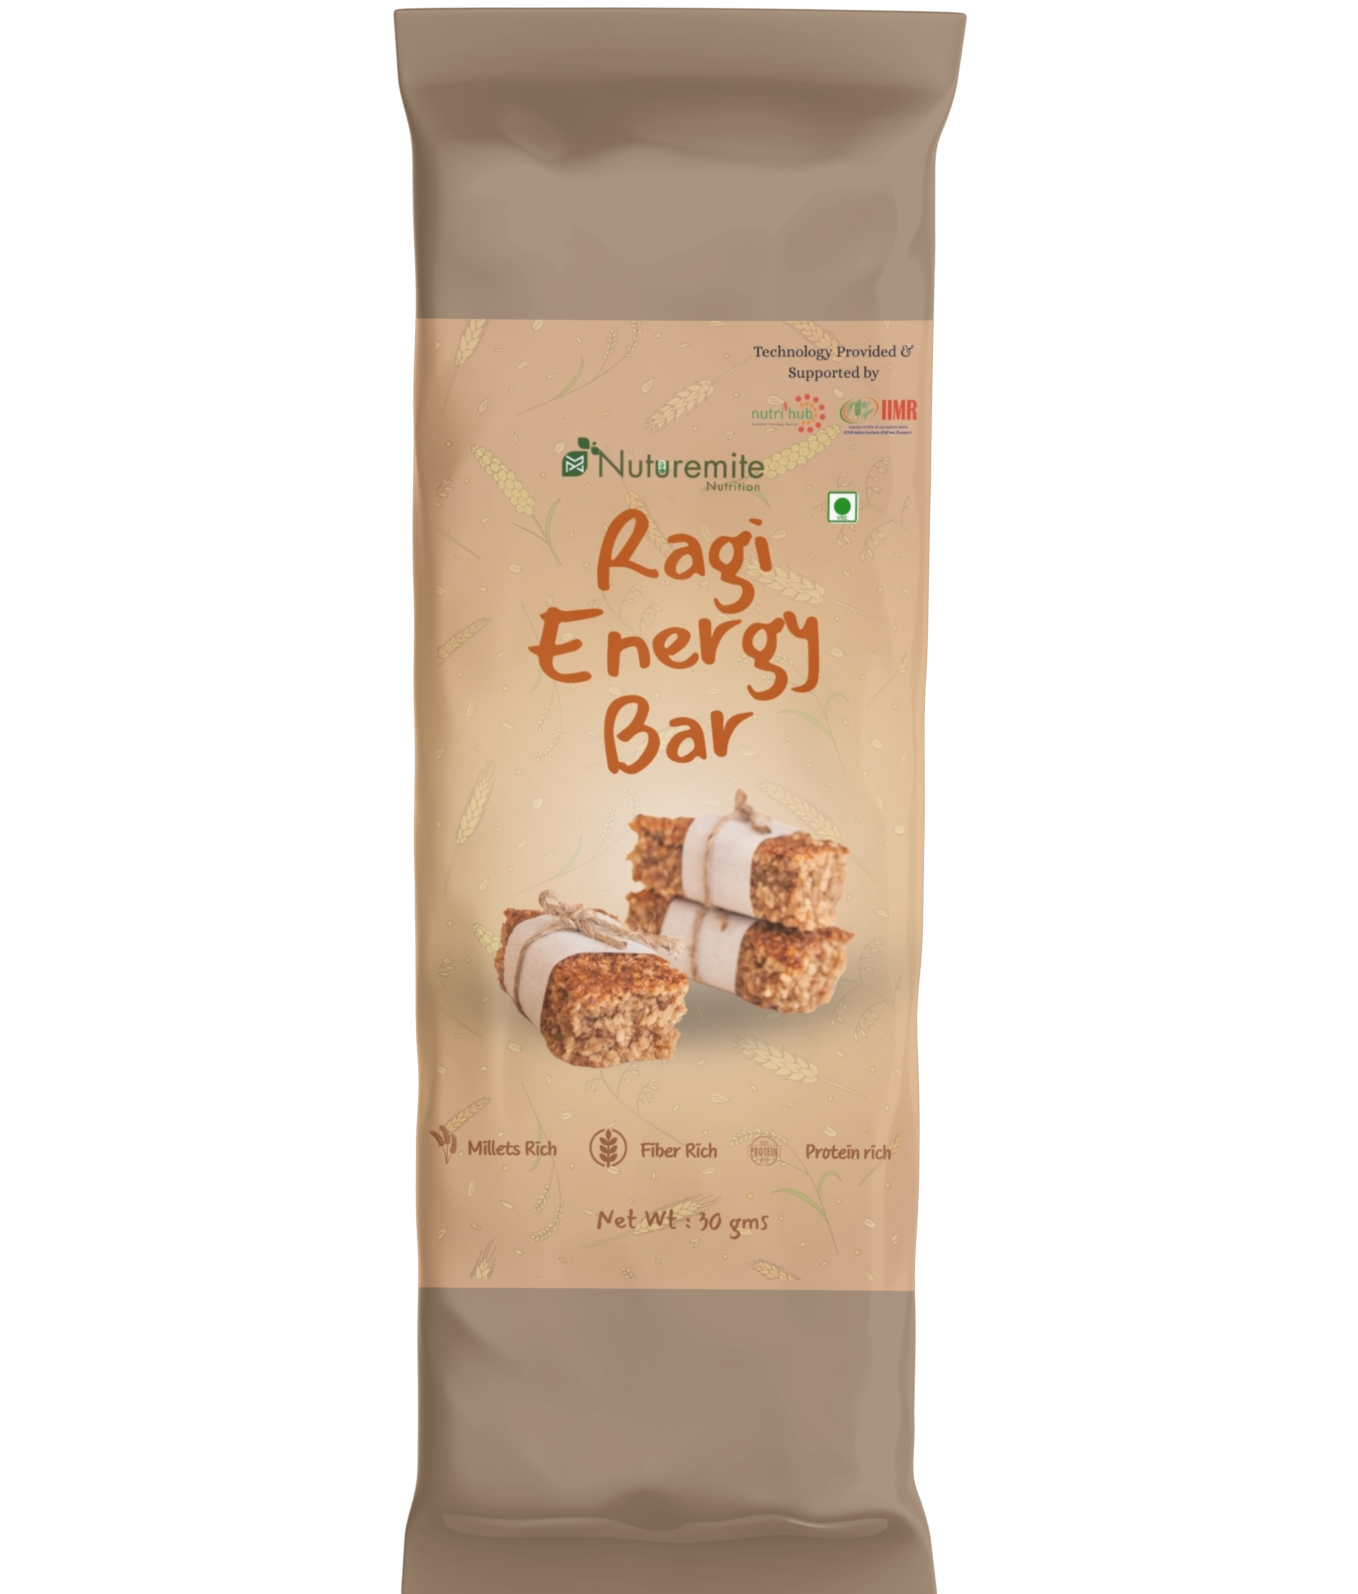 Technology Provided &
Supported by
nutri hub
IIMR
Nuturemite
Nutrition
VEG
Ragi
Energy
Bar
Millets Rich
Fiber Rich
PROTEIN
Protein rich
Net Wt : 30 gms